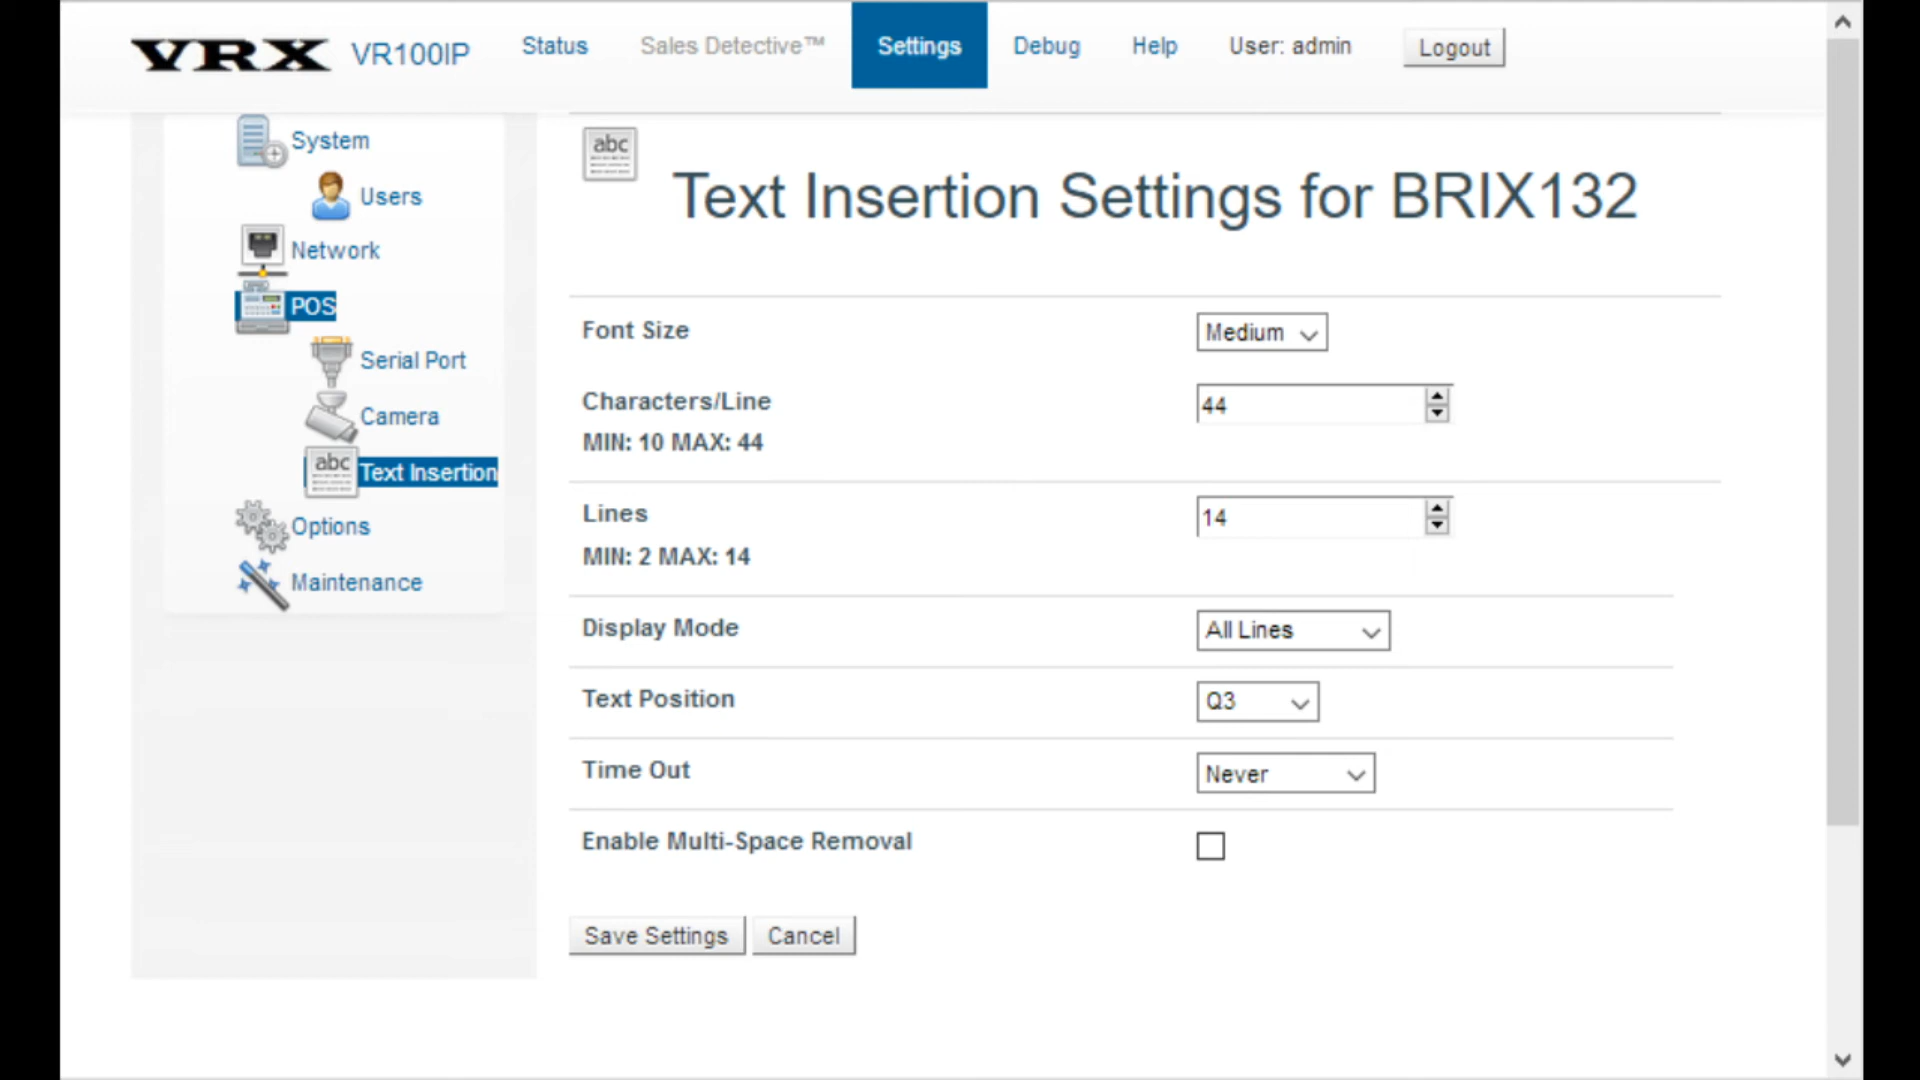 VRX VR100IP Status Sales Detective™ Settings Debug Help User: admin Logout
System
Users
Network
POS
Serial Port
Camera
abc Text Insertion
Options
Maintenance
abc
Text Insertion Settings for BRIX132
Font Size Medium
Characters/Line 44
MIN: 10 MAX: 44
Lines 14
MIN: 2 MAX: 14
Display Mode All Lines
Text Position Q3
Time Out Never
Enable Multi-Space Removal
Save Settings Cancel